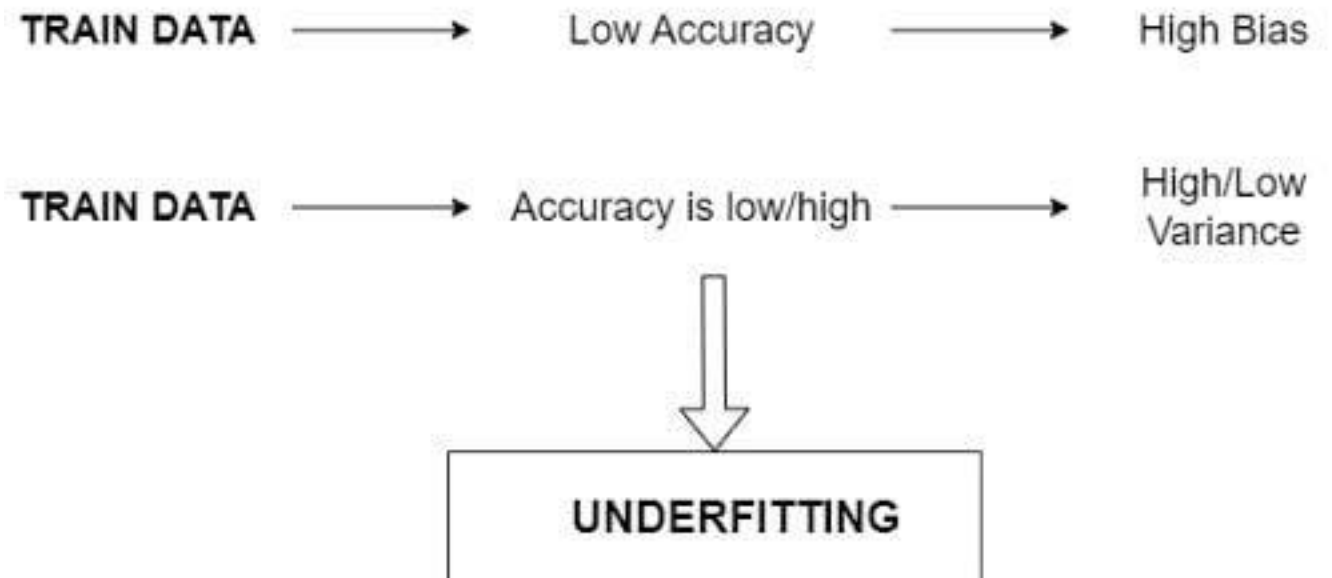 TRAIN DATA Low Accuracy High Bias
TRAIN DATA Accuracy is low/high High/Low
Variance
UNDERFITTING